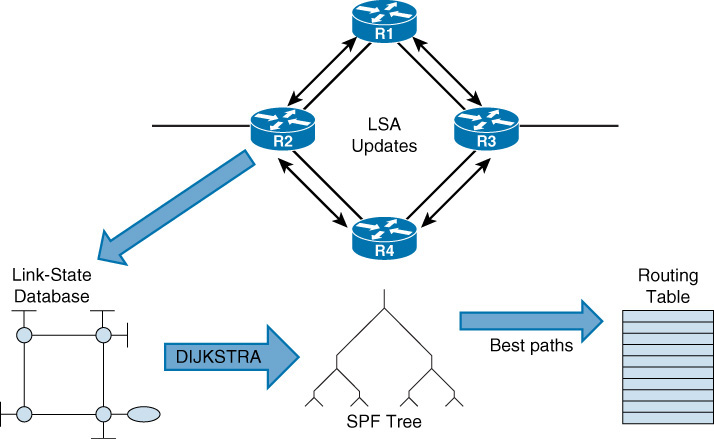 R1
R2
LSA
Updates
R3
R4
Link-State
Database
Routing
Table
DIJKSTRA
Best paths
SPF Tree